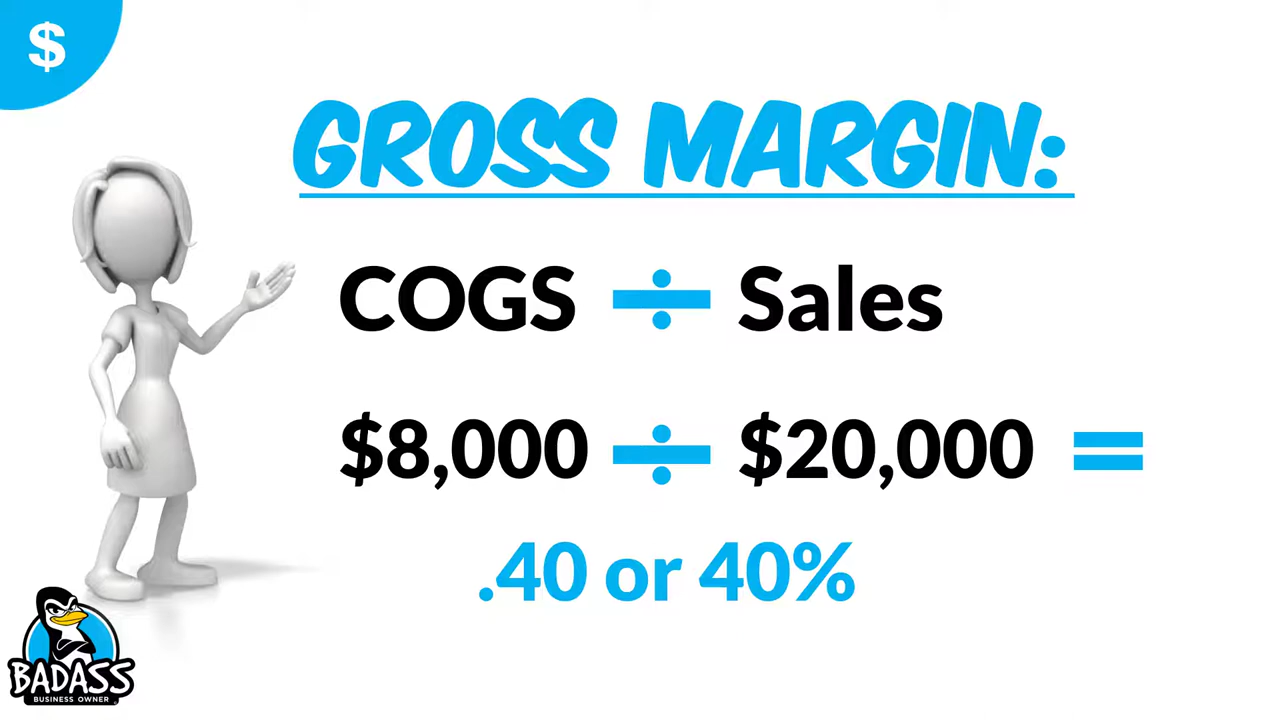 $
GROSS MARGIN:
COGS ÷ Sales
$8,000 ÷ $20,000 =
.40 or 40%
BADASS
BUSINESS OWNER